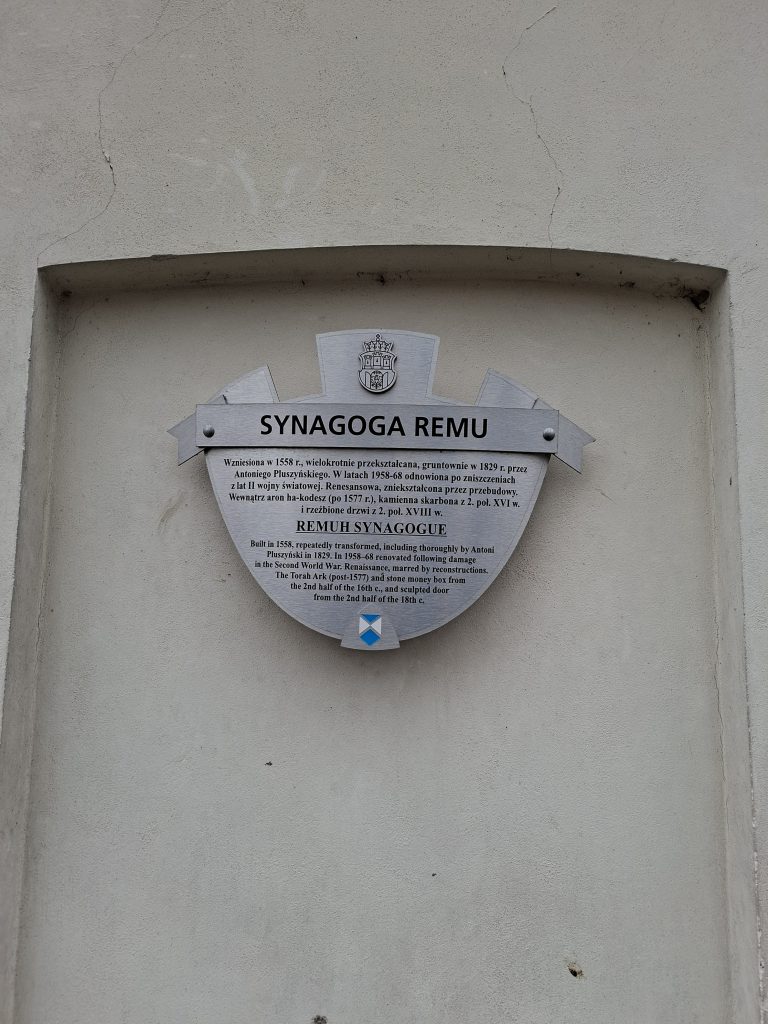 SYNAGOGA REMU
Wzniesiona w 1558 r., wielokrotnie przekształcana, gruntownie w 1829 r. przez
Antoniego Pluszyńskiego. W latach 1958-68 odnowiona po zniszczeniach
z lat II wojny światowej. Renesansowa, zniekształcona przez przebudowy.
Wewnątrz aron ha-kodesz (po 1577 r.), kamienna skarbona z 2. poł. XVI w.
i rzeźbione drzwi z 2. poł. XVIII w.
REMUH SYNAGOGUE
Built in 1558, repeatedly transformed, including thoroughly by Antoni
Pluszyński in 1829. In 1958–68 renovated following damage
in the Second World War. Renaissance, marred by reconstructions.
The Torah Ark (post-1577) and stone money box from
the 2nd half of the 16th c., and sculpted door
from the 2nd half of the 18th c.